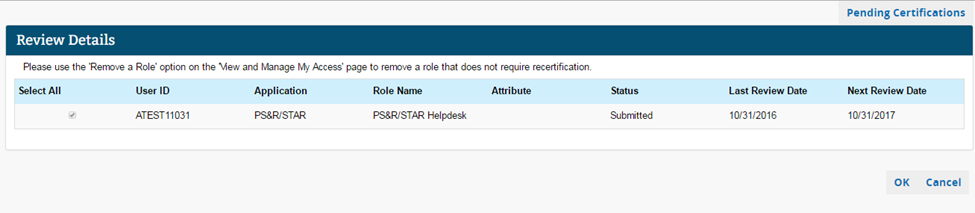 Pending Certifications
Review Details
Please use the 'Remove a Role' option on the 'View and Manage My Access' page to remove a role that does not require recertification.
Select All User ID Application Role Name Attribute Status Last Review Date Next Review Date
ATEST11031 PS&R/STAR PS&R/STAR Helpdesk Submitted 10/31/2016 10/31/2017
OK Cancel